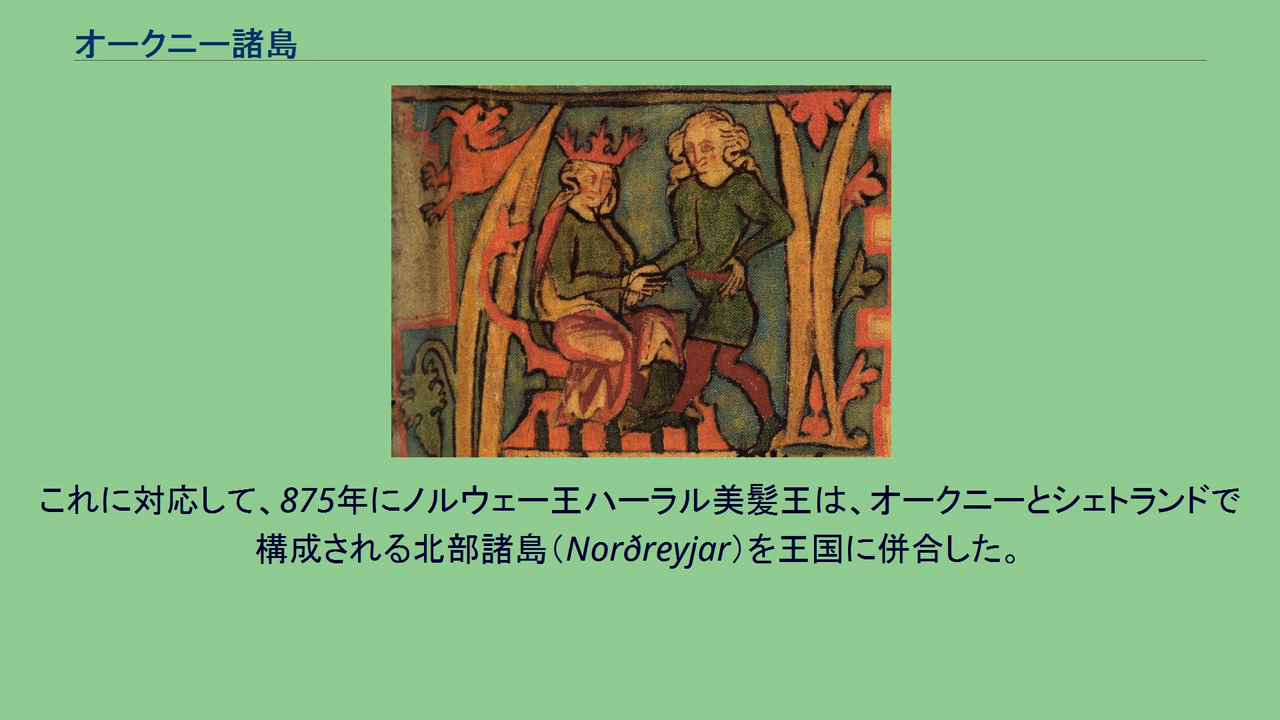 オークニー諸島
これに対応して、875年にノルウェー王ハーラル美髪王は、オークニーとシェトランドで
構成される北部諸島（Norðreyjar）を王国に併合した。